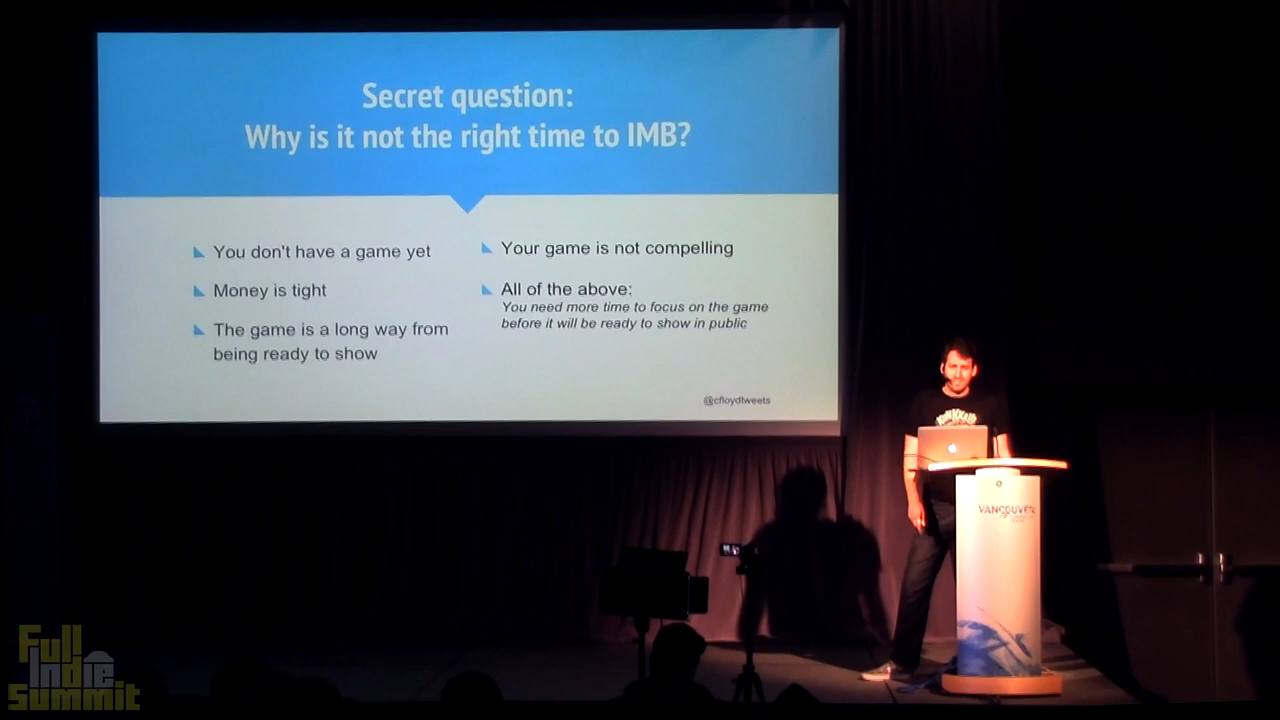 Secret question:
Why is it not the right time to IMB?
You don't have a game yet
Money is tight
The game is a long way from
being ready to show
Your game is not compelling
All of the above:
You need more time to focus on the game
before it will be ready to show in public
@cfloydtweets
VANCOUVER
Full
Indie
Summit